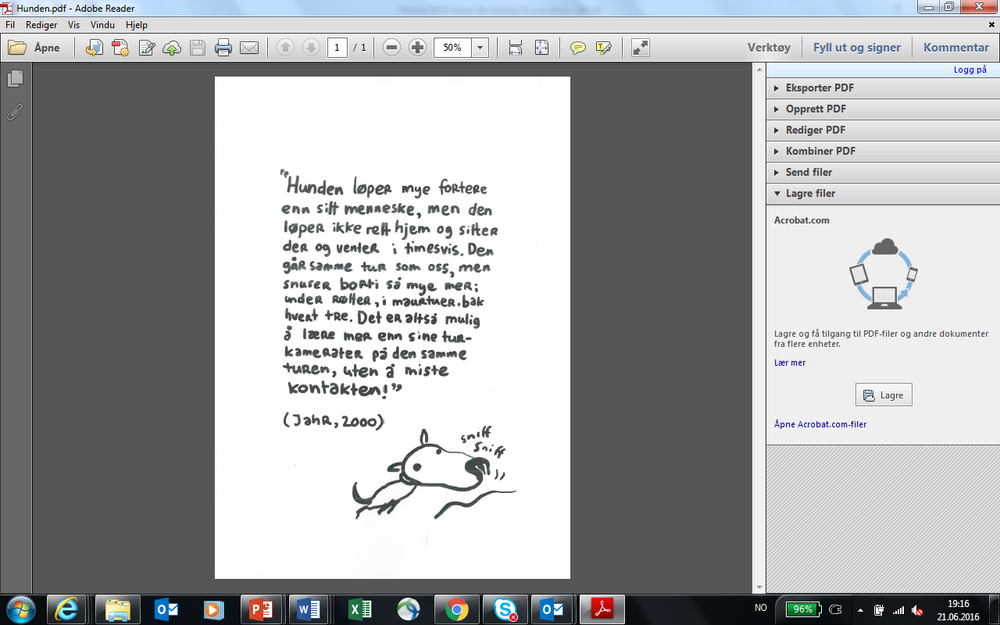 Hunden.pdf - Adobe Reader
Fil Rediger Vis Vindu Hjelp
Åpne 1 / 1 50% Verktøy Fyll ut og signer Kommentar
Logg på
Eksporter PDF
Opprett PDF
Rediger PDF
Kombiner PDF
Send filer
Lagre filer
Acrobat.com
Lagre og få tilgang til PDF-filer og andre dokumenter
fra flere enheter.
Lær mer
Lagre
Åpne Acrobat.com-filer
"Hunden løper mye fortere
enn sitt menneske, men den
løper ikke rett hjem og sitter
der og venter i timesvis. Den
går samme tur som oss, men
snuser borti så mye mer;
under røtter, i maurtuer, bak
hvert tre. Det er altså mulig
å lære mer enn sine tur-
kamerater på den samme
turen, uten å miste
kontakten!"
(Jahr, 2000)
sniff
sniff
NO 96% 19:16
21.06.2016